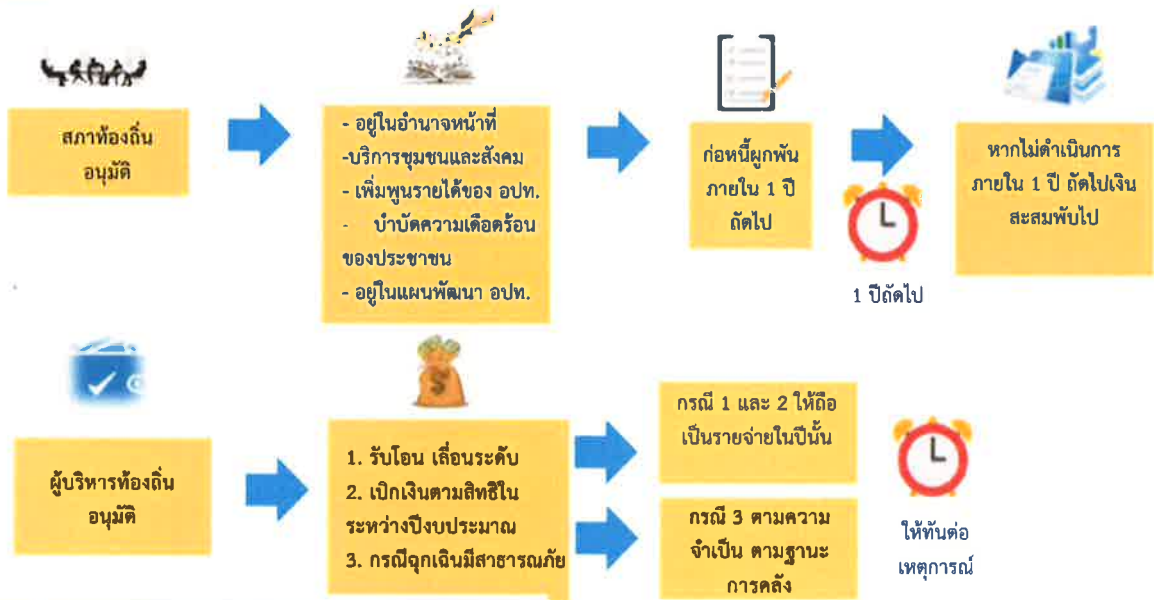 สภาท้องถิ่น
อนุมัติ
- อยู่ในอำนาจหน้าที่
-บริการชุมชนและสังคม
- เพิ่มพูนรายได้ของ อปท.
- บำบัดความเดือดร้อน
ของประชาชน
- อยู่ในแผนพัฒนา อปท.
ก่อหนี้ผูกพัน
ภายใน 1 ปี
ถัดไป
1 ปีถัดไป
หากไม่ดำเนินการ
ภายใน 1 ปี ถัดไปเงิน
สะสมพับไป
ผู้บริหารท้องถิ่น
อนุมัติ
1. รับโอน เลื่อนระดับ
2. เบิกเงินตามสิทธิใน
ระหว่างปีงบประมาณ
3. กรณีฉุกเฉินมีสาธารณภัย
กรณี 1 และ 2 ให้ถือ
เป็นรายจ่ายในปีนั้น
กรณี 3 ตามความ
จำเป็น ตามฐานะ
การคลัง
ให้ทันต่อ
เหตุการณ์